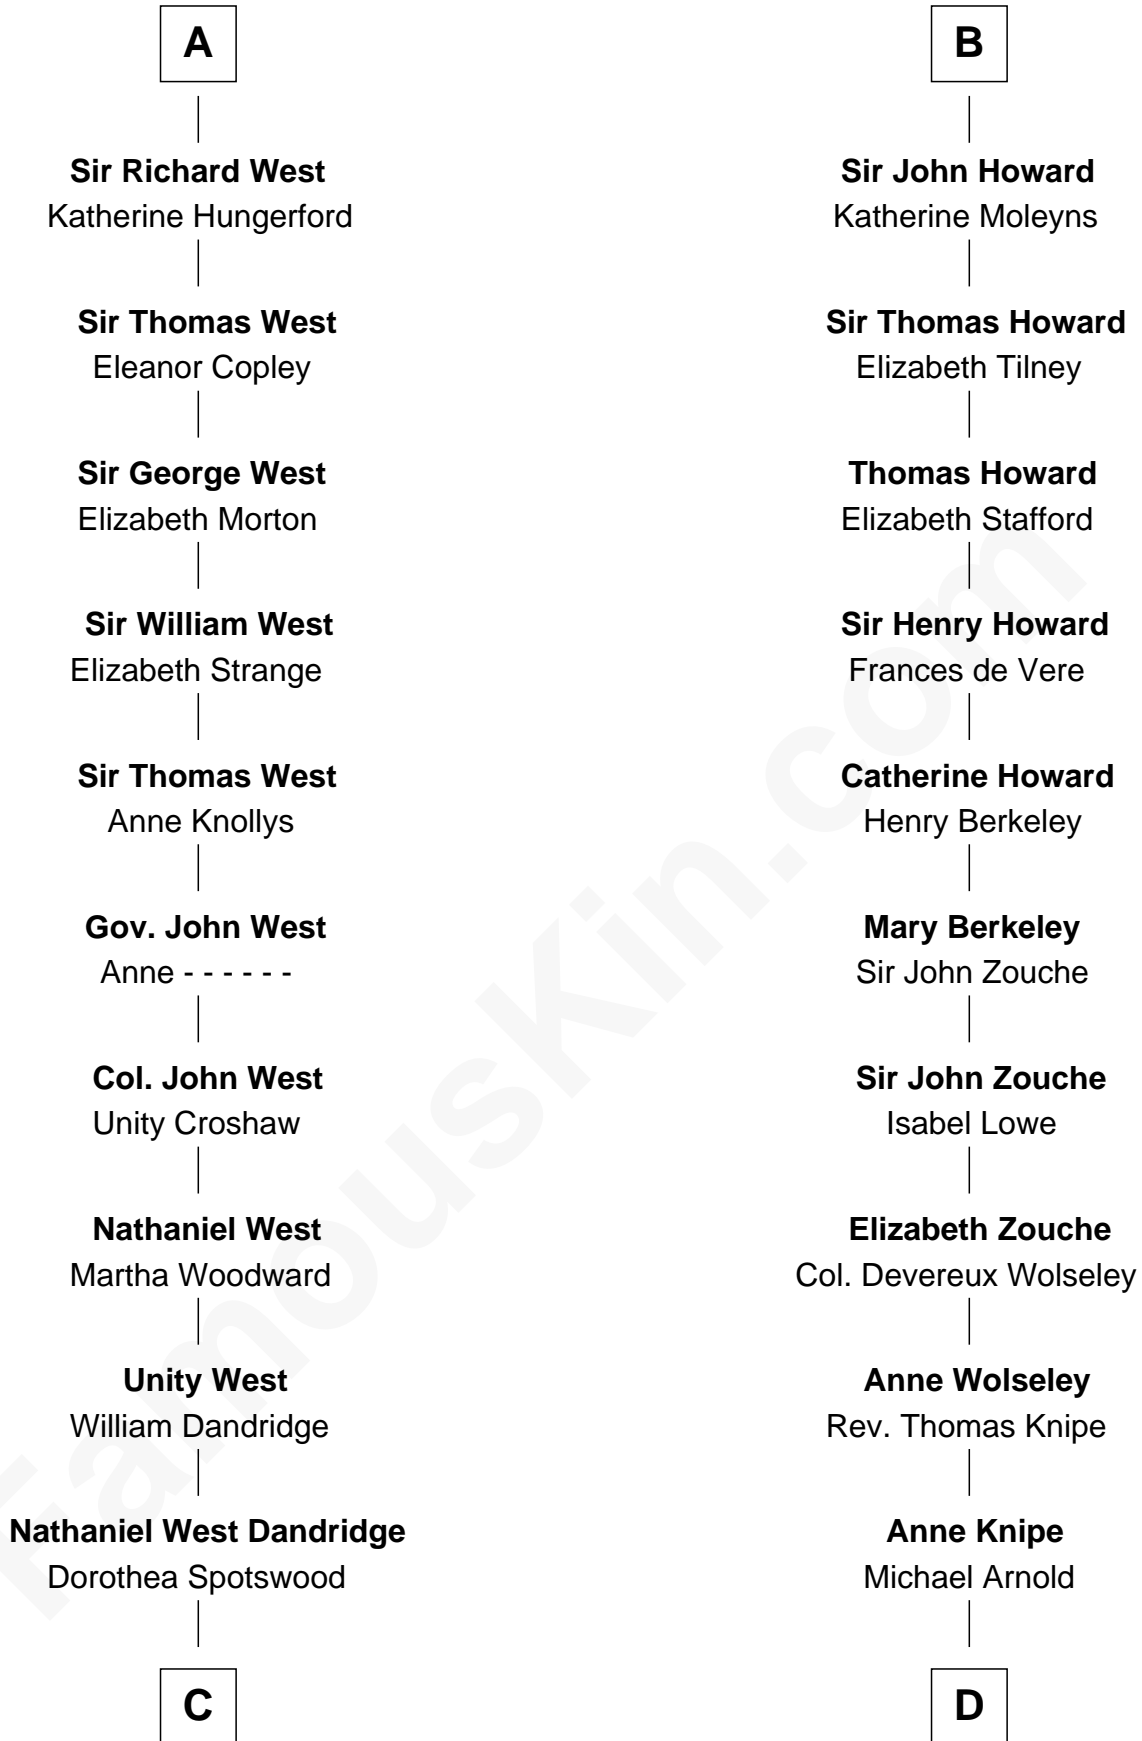 A
Sir Richard West
Katherine Hungerford
Sir Thomas West
Eleanor Copley
Sir George West
Elizabeth Morton
Sir William West
Elizabeth Strange
Sir Thomas West
Anne Knollys
Gov. John West
Anne - - - - - -
Col. John West
Unity Croshaw
Nathaniel West
Martha Woodward
Unity West
William Dandridge
Nathaniel West Dandridge
Dorothea Spotswood
C
B
Sir John Howard
Katherine Moleyns
Sir Thomas Howard
Elizabeth Tilney
Thomas Howard
Elizabeth Stafford
Sir Henry Howard
Frances de Vere
Catherine Howard
Henry Berkeley
Mary Berkeley
Sir John Zouche
Sir John Zouche
Isabel Lowe
Elizabeth Zouche
Col. Devereux Wolseley
Anne Wolseley
Rev. Thomas Knipe
Anne Knipe
Michael Arnold
D
FamousKin.com